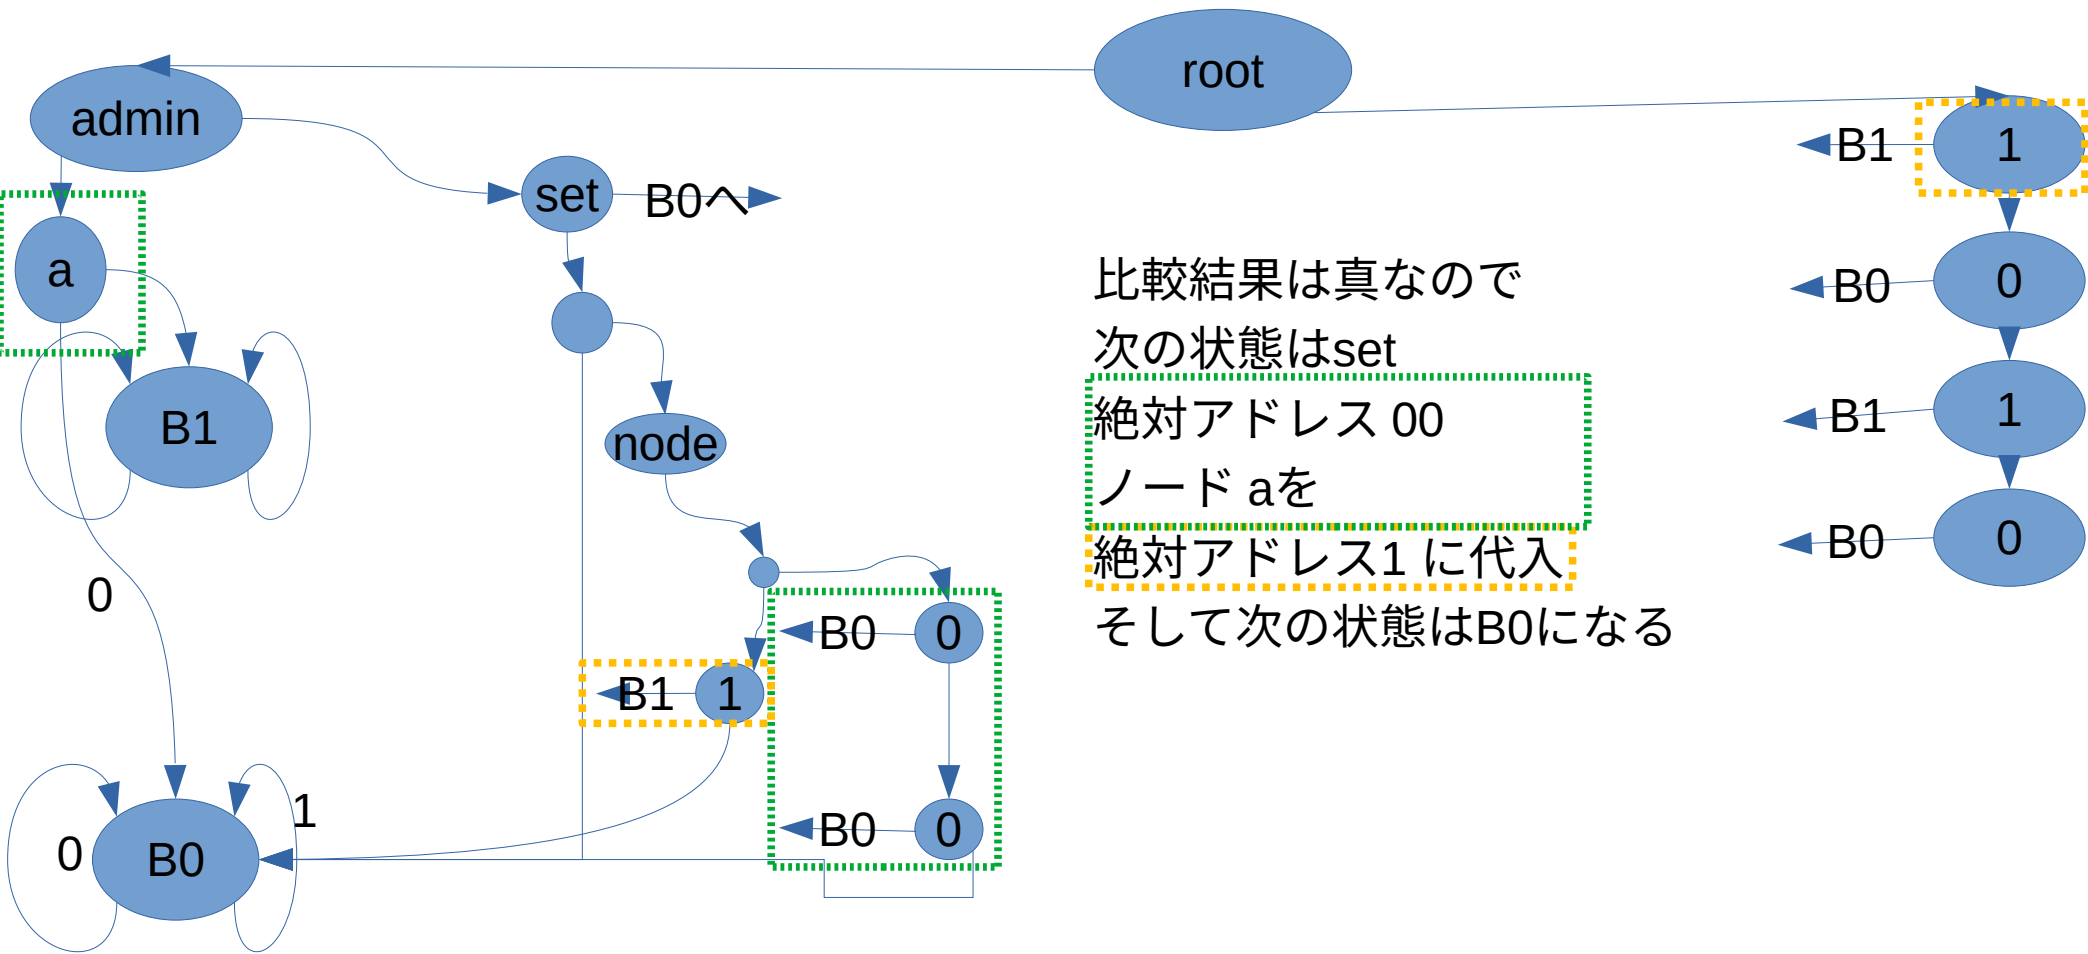 root
admin
1
B1
set
B0へ
a
0
B0
比較結果は真なので
次の状態はset
絶対アドレス 00
ノード aを
絶対アドレス1 に代入
そして次の状態はB0になる
1
B1
0
B0
B1
node
0
B0
0
B1
1
B0
0
1
0
B0